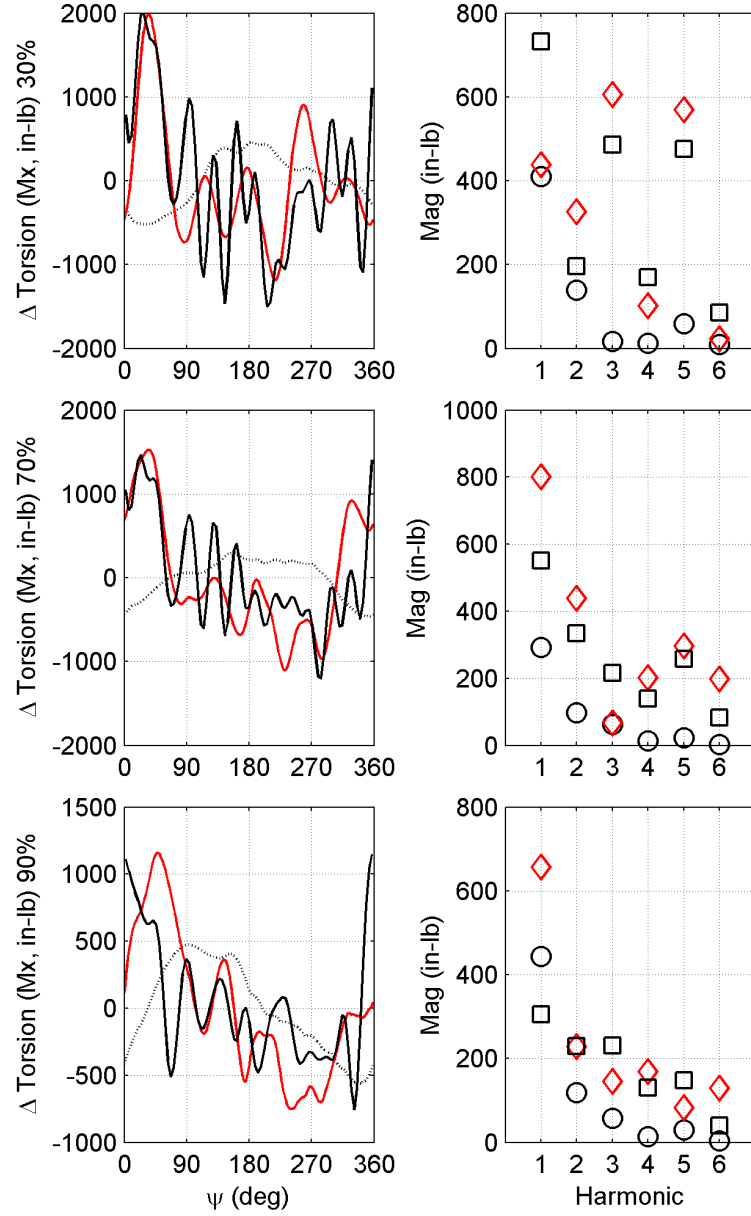 Δ Torsion (Mx, in-lb) 30%
2000
1000
0
-1000
-2000
0 90 180 270 360
Mag (in-lb)
800
600
400
200
0
1 2 3 4 5 6
Δ Torsion (Mx, in-lb) 70%
2000
1000
0
-1000
-2000
0 90 180 270 360
Mag (in-lb)
1000
800
600
400
200
0
1 2 3 4 5 6
Δ Torsion (Mx, in-lb) 90%
1500
1000
500
0
-500
-1000
0 90 180 270 360
ψ (deg)
Mag (in-lb)
800
600
400
200
0
1 2 3 4 5 6
Harmonic